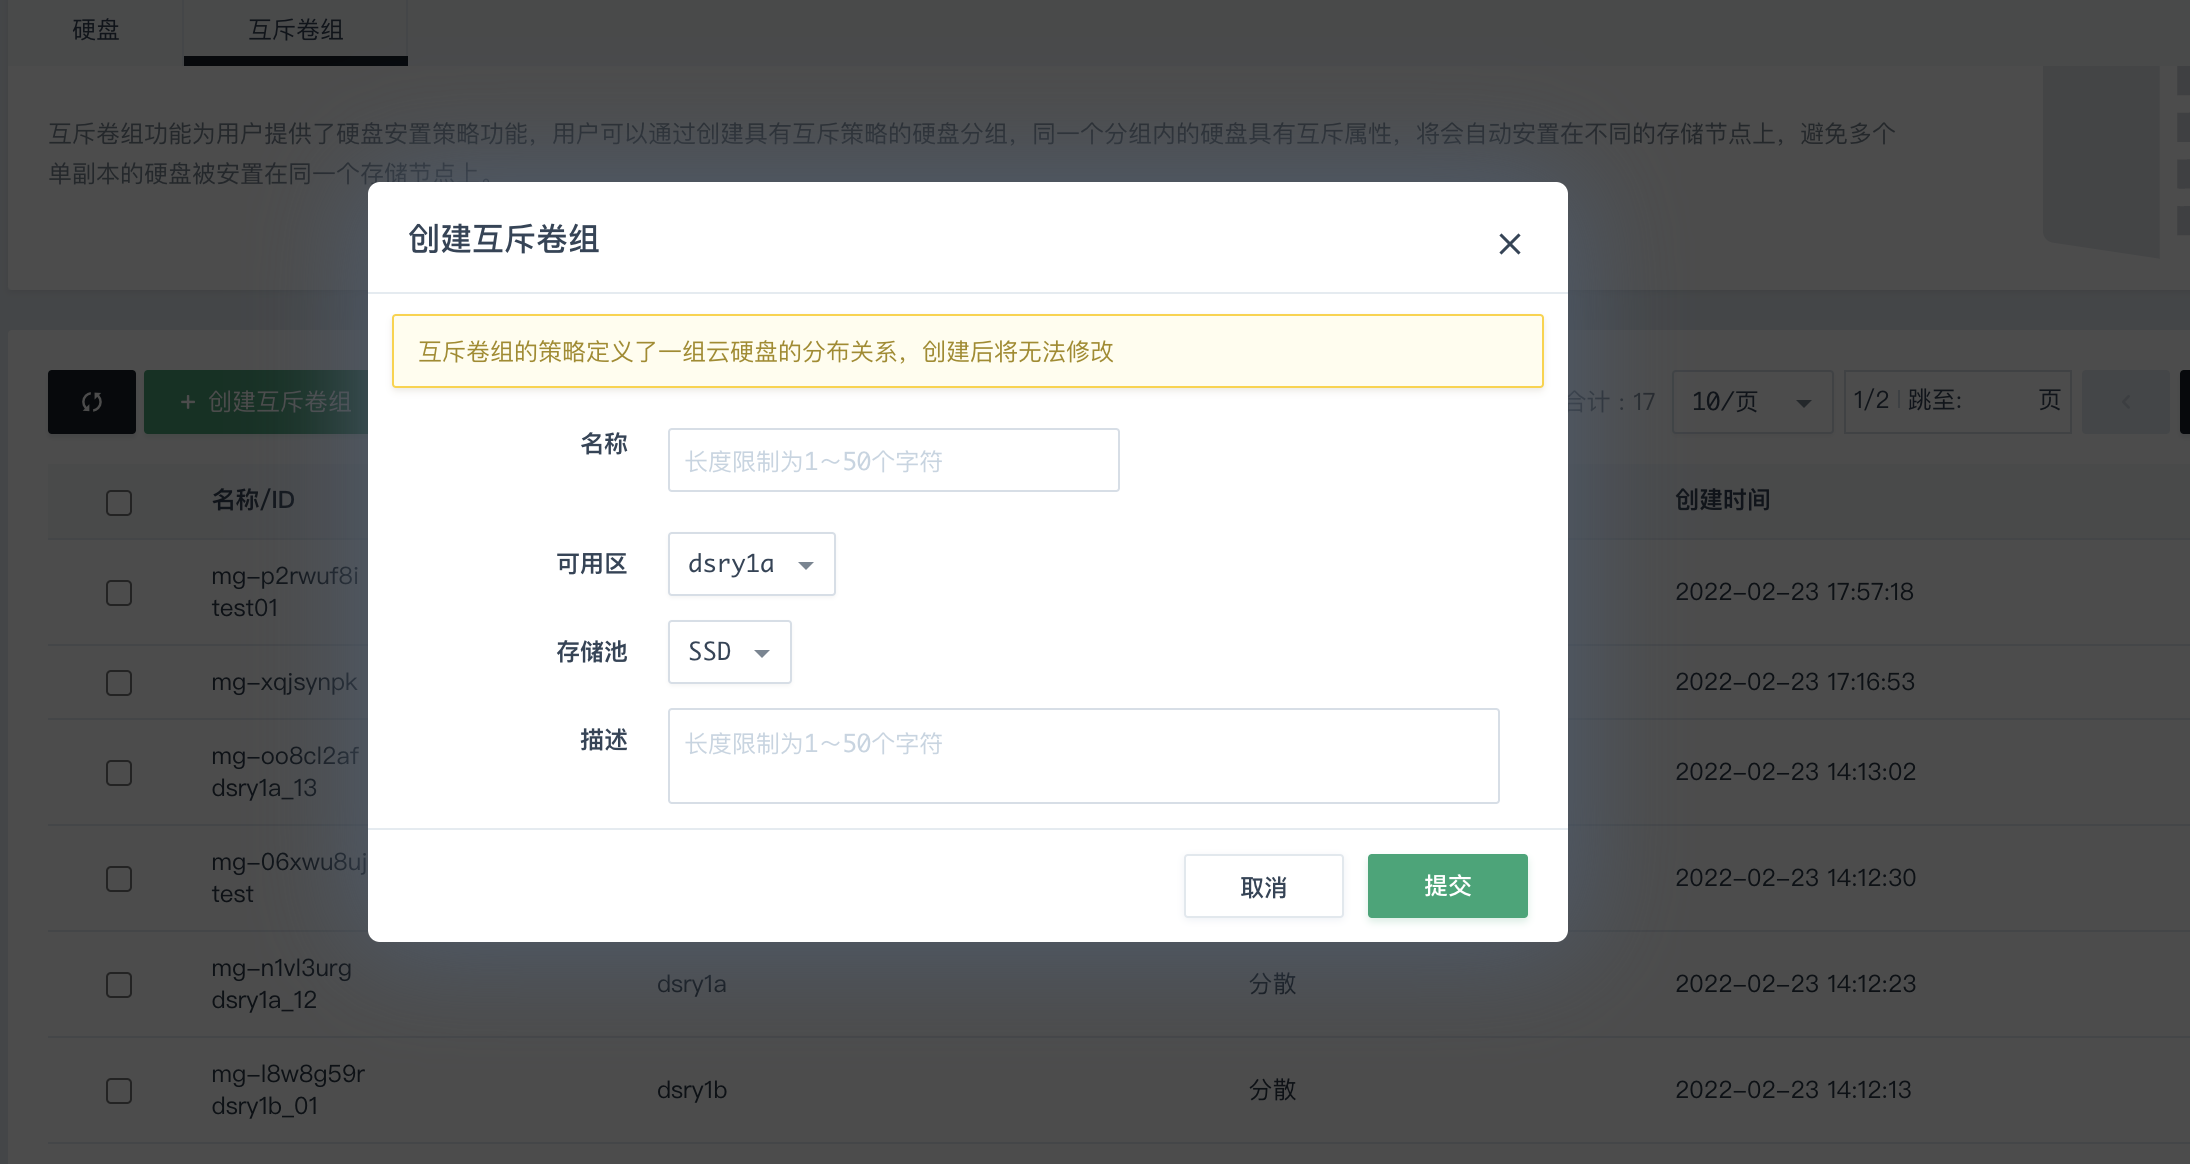 硬盘
互斥卷组
互斥卷组功能为用户提供了硬盘安置策略功能，用户可以通过创建具有互斥策略的硬盘分组，同一个分组内的硬盘具有互斥属性，将会自动安置在不同的存储节点上，避免多个
单副本的硬盘被安置在同一个存储节点上。
创建互斥卷组
互斥卷组的策略定义了一组云硬盘的分布关系，创建后将无法修改
+ 创建互斥卷组
合计：17
10/页
1/2
跳至:
页
名称
长度限制为1～50个字符
名称/ID
创建时间
可用区
dsry1a
mg-p2rwuf8i
test01
2022-02-23 17:57:18
存储池
SSD
mg-xqjsynpk
2022-02-23 17:16:53
描述
长度限制为1～50个字符
mg-oo8cl2af
dsry1a_13
2022-02-23 14:13:02
取消
提交
mg-06xwu8uj
test
2022-02-23 14:12:30
mg-n1vl3urg
dsry1a_12
dsry1a
分散
2022-02-23 14:12:23
mg-l8w8g59r
dsry1b_01
dsry1b
分散
2022-02-23 14:12:13